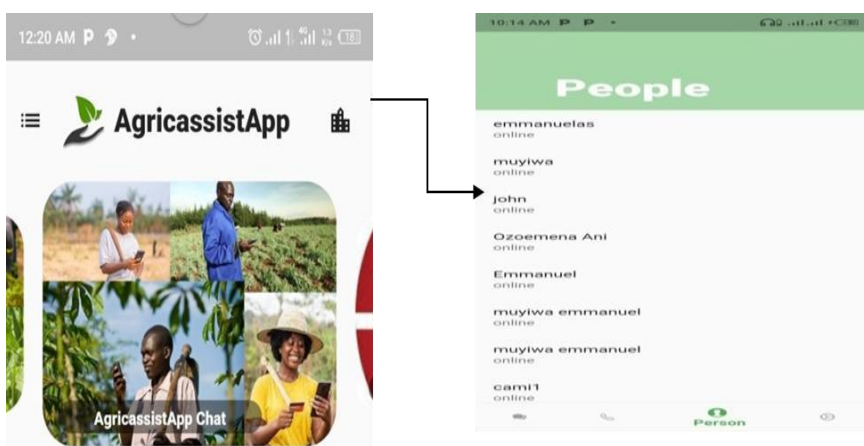 12:20 AM
AgricassistApp
AgricassistApp Chat
10:14 AM
People
emmanuelas
online
muyiwa
online
john
online
Ozoemena Ani
online
Emmanuel
online
muyiwa emmanuel
online
muyiwa emmanuel
online
cami1
online
Person